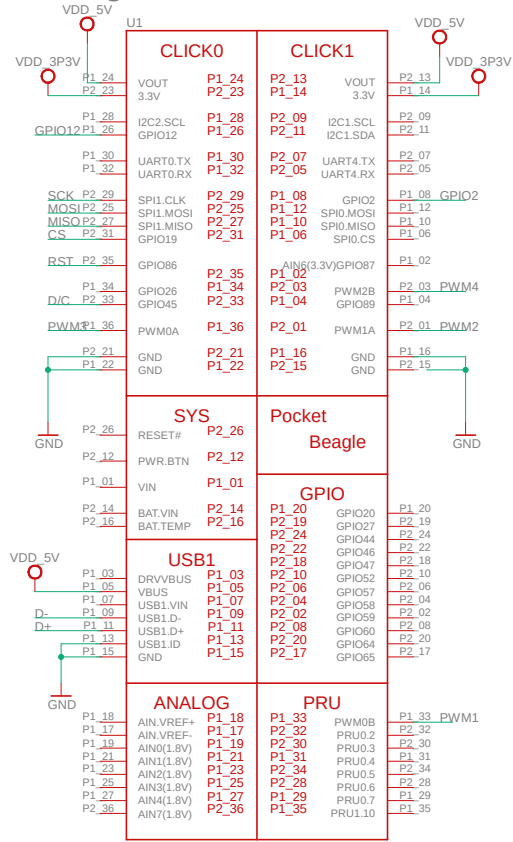 VDD_5V U1 VDD_5V
VDD_3P3V CLICK0 CLICK1 VDD_3P3V
P1_24 VOUT P1_24 P2_13 VOUT P2_13
P2_23 3.3V P2_23 P1_14 3.3V P1_14
P1_28 I2C2.SCL P1_28 P2_09 I2C1.SCL P2_09
GPIO12 P1_26 GPIO12 P1_26 P2_11 I2C1.SDA P2_11
P1_30 UART0.TX P1_30 P2_07 UART4.TX P2_07
P1_32 UART0.RX P1_32 P2_05 UART4.RX P2_05
SCK P2_29 SPI1.CLK P2_29 P1_08 GPIO2 P1_08 GPIO2
MOSI P2_25 SPI1.MOSI P2_25 P1_12 SPI0.MOSI P1_12
MISO P2_27 SPI1.MISO P2_27 P1_10 SPI0.MISO P1_10
CS P2_31 GPIO19 P2_31 P1_06 SPI0.CS P1_06
RST P2_35 GPIO86 P2_35 P1_02 AIN6(3.3V)GPIO87 P1_02
P1_34 GPIO26 P1_34 P2_03 PWM2B P2_03 PWM4
D/C P2_33 GPIO45 P2_33 P1_04 GPIO89 P1_04
PWM3 P1_36 PWM0A P1_36 P2_01 PWM1A P2_01 PWM2
P2_21 GND P2_21 P1_16 GND P1_16
P1_22 GND P1_22 P2_15 GND P2_15
GND GND
SYS
P2_26 RESET# P2_26
P2_12 PWR.BTN P2_12
P1_01 VIN P1_01
P2_14 BAT.VIN P2_14
P2_16 BAT.TEMP P2_16
Pocket
Beagle
GPIO
P1_20 GPIO20 P1_20
P2_19 GPIO27 P2_19
P2_24 GPIO44 P2_24
P2_22 GPIO46 P2_22
P2_18 GPIO47 P2_18
P2_10 GPIO52 P2_10
P2_06 GPIO57 P2_06
P2_04 GPIO58 P2_04
P2_02 GPIO59 P2_02
P2_08 GPIO60 P2_08
P2_20 GPIO64 P2_20
P2_17 GPIO65 P2_17
VDD_5V USB1
P1_03 DRVVBUS P1_03
P1_05 VBUS P1_05
P1_07 USB1.VIN P1_07
D- P1_09 USB1.D- P1_09
D+ P1_11 USB1.D+ P1_11
P1_13 USB1.ID P1_13
P1_15 GND P1_15
GND
ANALOG
P1_18 AIN.VREF+ P1_18
P1_17 AIN.VREF- P1_17
P1_19 AIN0(1.8V) P1_19
P1_21 AIN1(1.8V) P1_21
P1_23 AIN2(1.8V) P1_23
P1_25 AIN3(1.8V) P1_25
P1_27 AIN4(1.8V) P1_27
P2_36 AIN7(1.8V) P2_36
PRU
P1_33 PWM0B P1_33 PWM1
P2_32 PRU0.2 P2_32
P2_30 PRU0.3 P2_30
P1_31 PRU0.4 P1_31
P2_34 PRU0.5 P2_34
P2_28 PRU0.6 P2_28
P1_29 PRU0.7 P1_29
P1_35 PRU1.10 P1_35